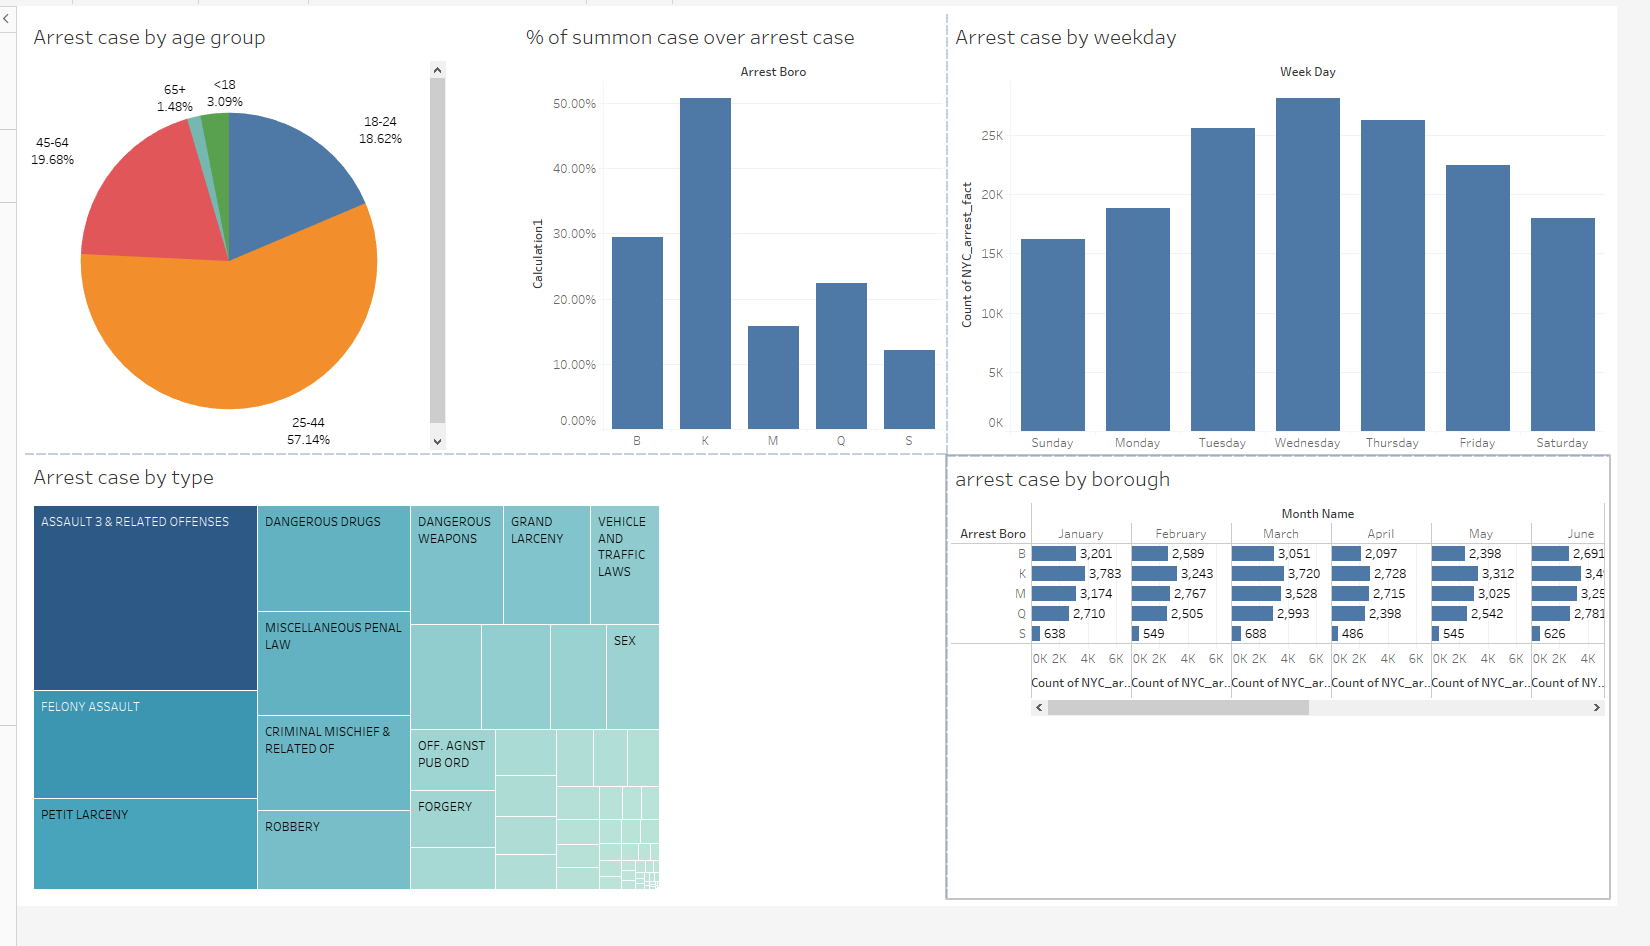 Arrest case by age group
65+
1.48%
<18
3.09%
18-24
18.62%
45-64
19.68%
25-44
57.14%
% of summon case over arrest case
Arrest Boro
Calculation1
50.00%
40.00%
30.00%
20.00%
10.00%
0.00%
B K M Q S
Arrest case by weekday
Week Day
Count of NYC_arrest_fact
25K
20K
15K
10K
5K
0K
Sunday Monday Tuesday Wednesday Thursday Friday Saturday
Arrest case by type
ASSAULT 3 & RELATED OFFENSES
FELONY ASSAULT
PETIT LARCENY
DANGEROUS DRUGS
MISCELLANEOUS PENAL
LAW
CRIMINAL MISCHIEF &
RELATED OF
ROBBERY
DANGEROUS
WEAPONS
GRAND
LARCENY
VEHICLE
AND
TRAFFIC
LAWS
SEX
OFF. AGNST
PUB ORD
FORGERY
arrest case by borough
Month Name
Arrest Boro January February March April May June
B 3,201 2,589 3,051 2,097 2,398 2,691
K 3,783 3,243 3,720 2,728 3,312 3,4
M 3,174 2,767 3,528 2,715 3,025 3,25
Q 2,710 2,505 2,993 2,398 2,542 2,781
S 638 549 688 486 545 626
0K 2K 4K 6K 0K 2K 4K 6K 0K 2K 4K 6K 0K 2K 4K 6K 0K 2K 4K 6K 0K 2K 4K
Count of NYC_ar.. Count of NYC_ar.. Count of NYC_ar.. Count of NYC_ar.. Count of NYC_ar.. Count of NY..